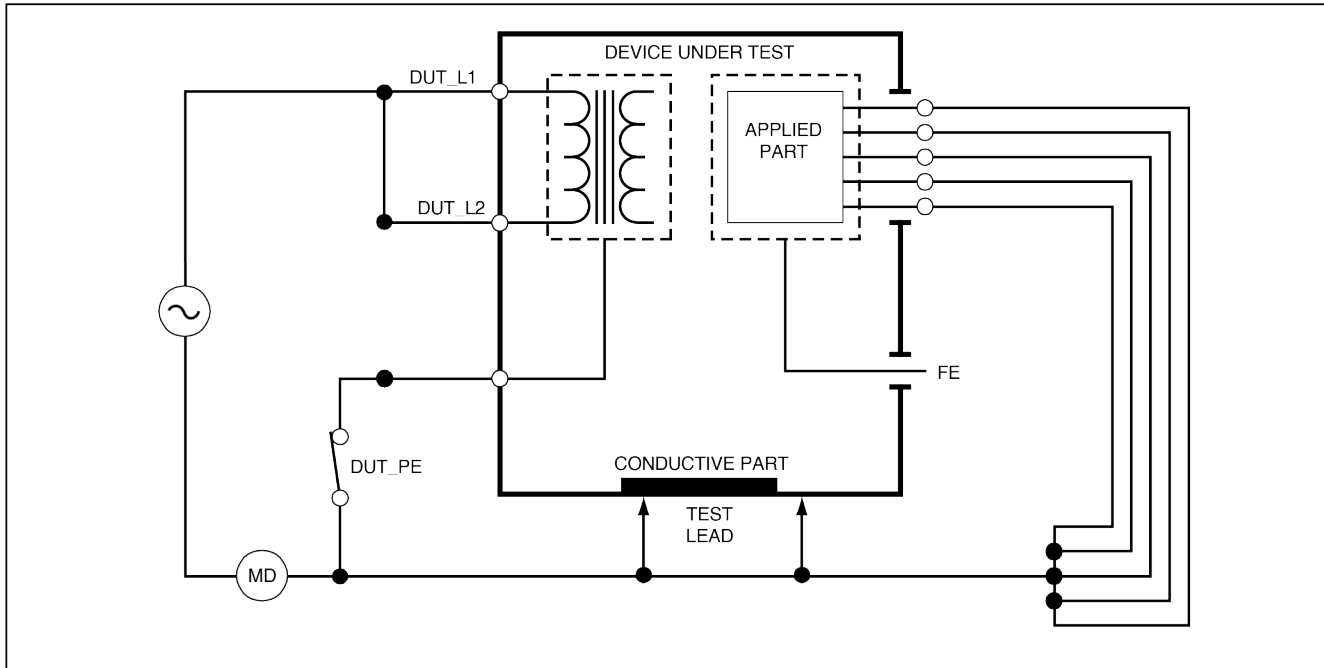 DEVICE UNDER TEST
DUT_L1
APPLIED
PART
DUT_L2
FE
DUT_PE
CONDUCTIVE PART
TEST
LEAD
MD